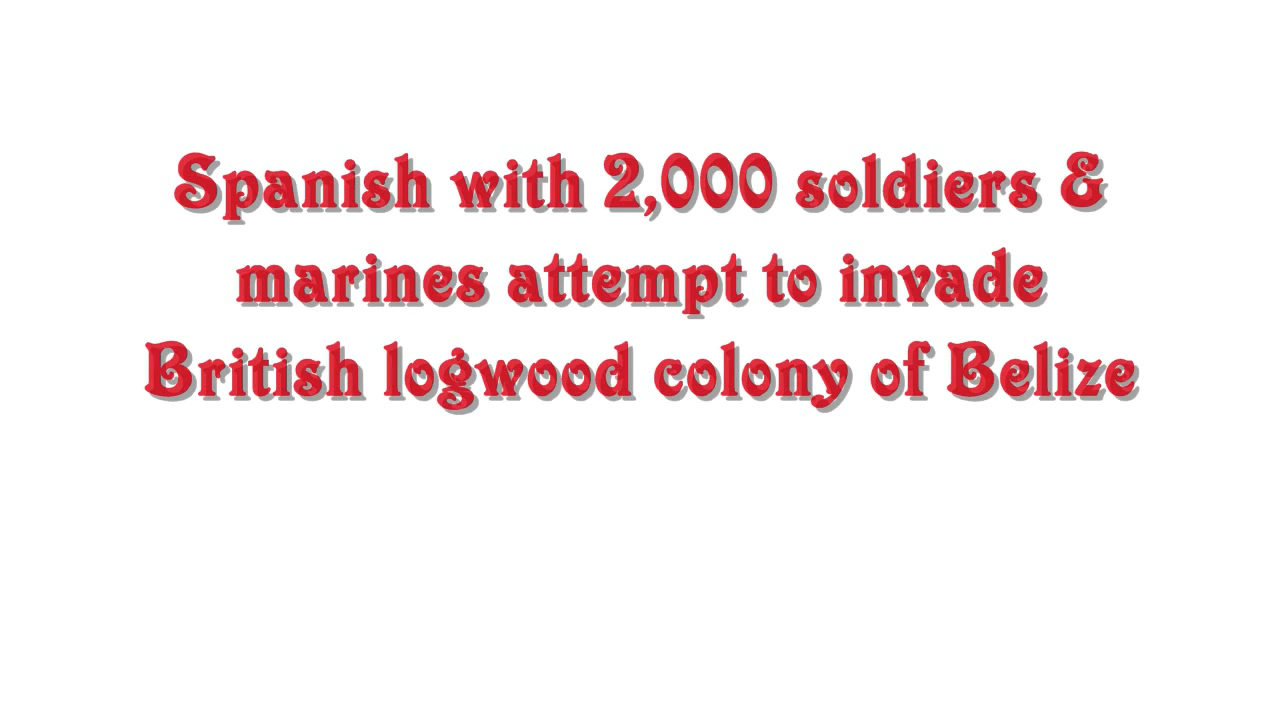 Spanish with 2,000 soldiers &
marines attempt to invade
British logwood colony of Belize